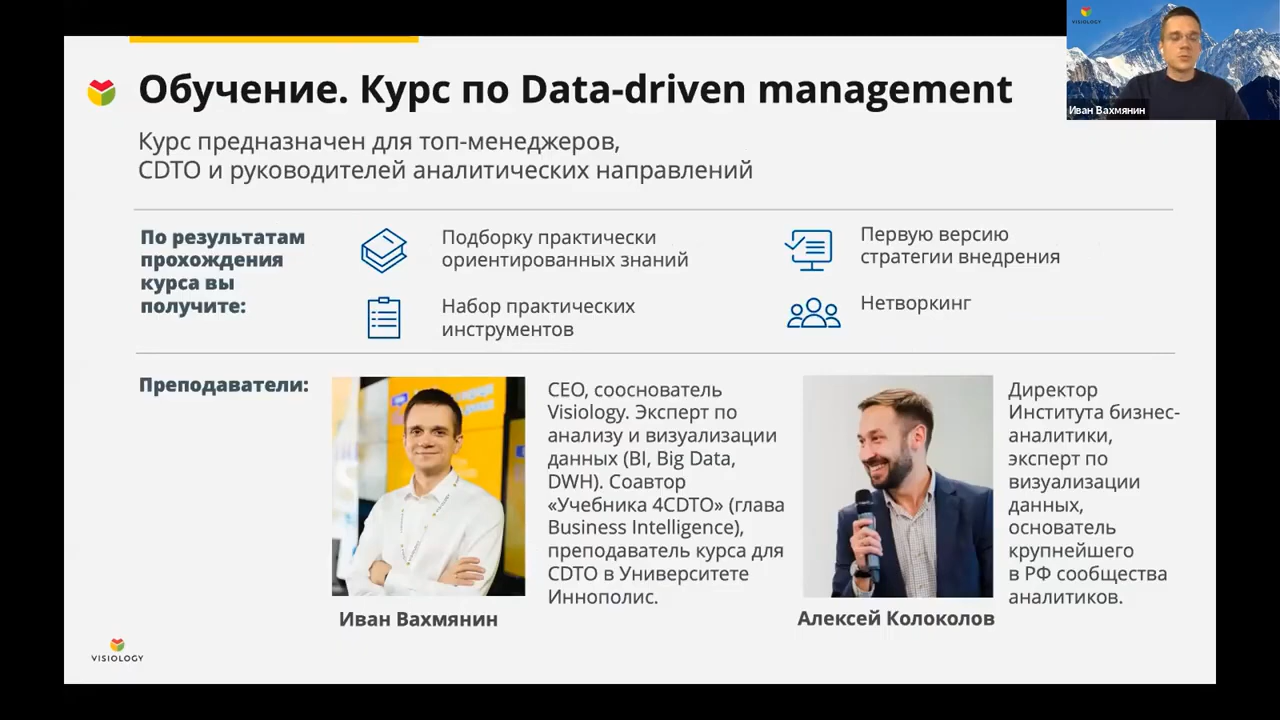 Обучение. Курс по Data-driven management
VISIOLOGY
Иван Вахмянин
Курс предназначен для топ-менеджеров,
CDTO и руководителей аналитических направлений
По результатам
прохождения
курса вы
получите:
Подборку практически
ориентированных знаний
Набор практических
инструментов
Первую версию
стратегии внедрения
Нетворкинг
Преподаватели:
CEO, сооснователь
Visiology. Эксперт по
анализу и визуализации
данных (BI, Big Data,
DWH). Соавтор
«Учебника 4CDTO» (глава
Business Intelligence),
преподаватель курса для
CDTO в Университете
Иннополис.
Иван Вахмянин
Директор
Института бизнес-
аналитики,
эксперт по
визуализации
данных,
основатель
крупнейшего
в РФ сообщества
аналитиков.
Алексей Колоколов
VISIOLOGY